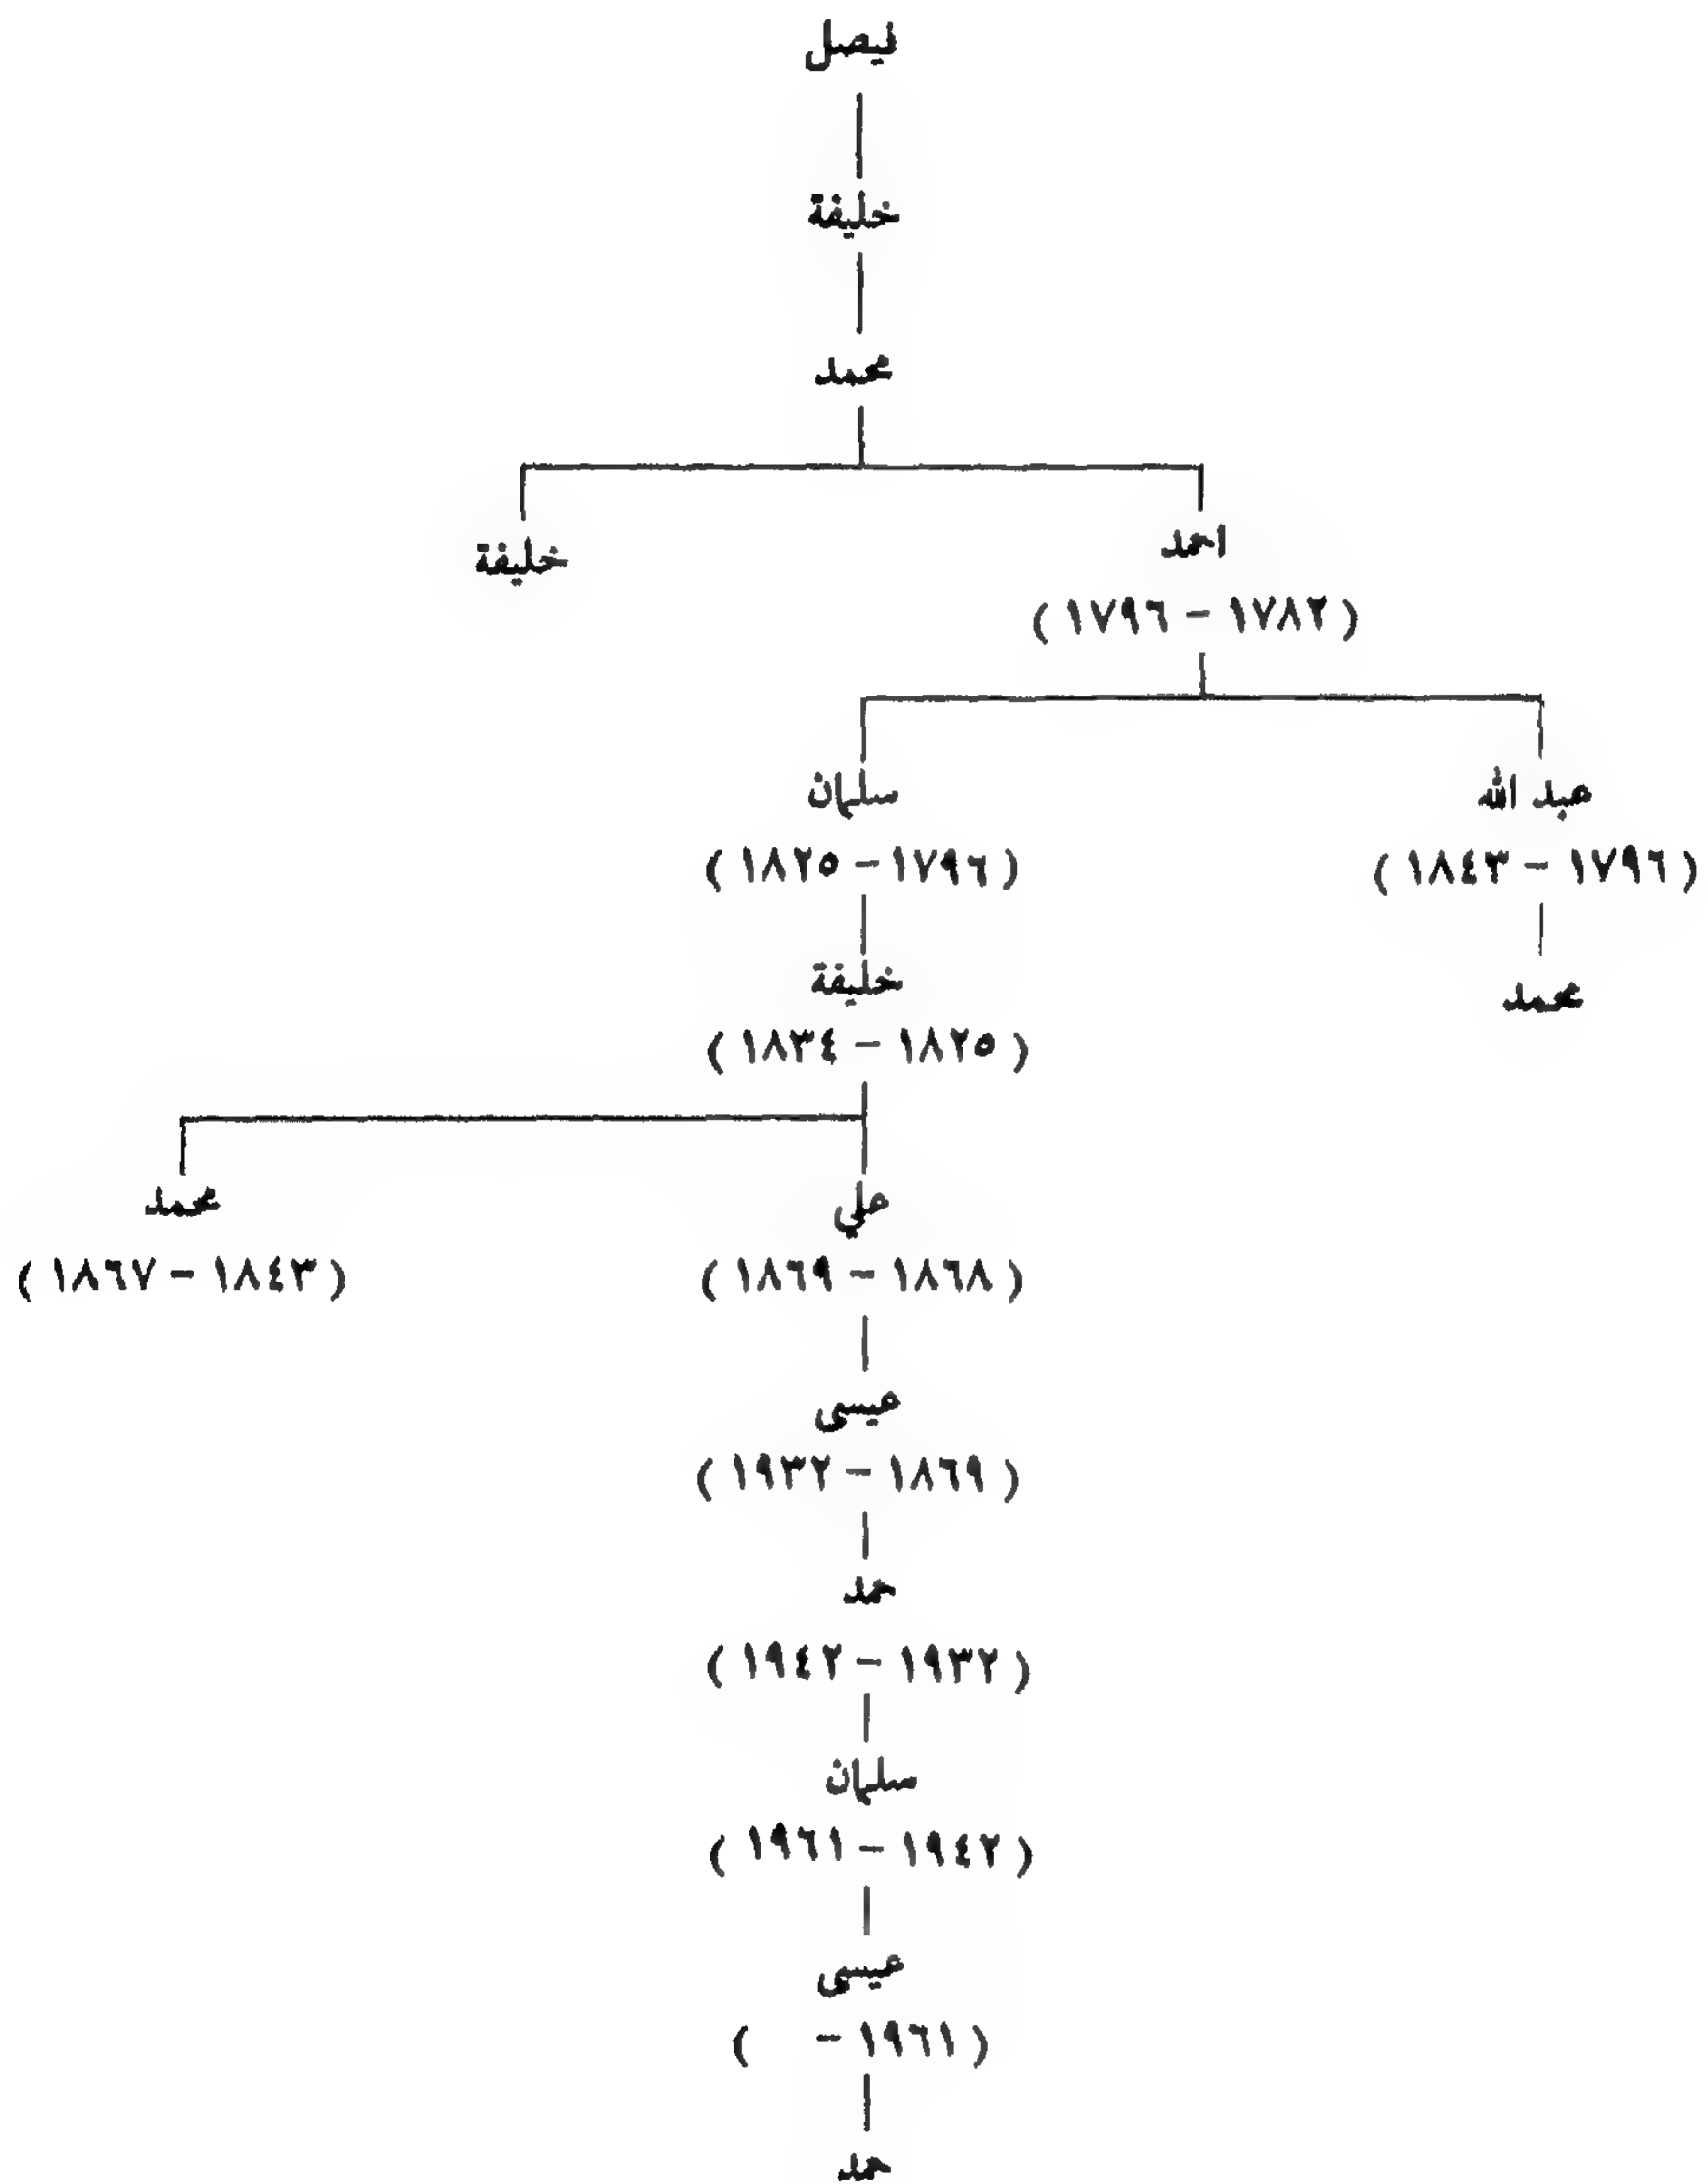 فيصل
خليفة
محمد
احمد
خليفة
(١٧٨٢ – ١٧٩٦)
عبد الله
سلمان
(١٧٩٦ – ١٨٤٣)
(١٧٩٦ – ١٨٢٥)
محمد
خليفة
(١٨٢٥ – ١٨٣٤)
علي
محمد
(١٨٦٨ – ١٨٦٩)
(١٨٤٣ – ١٨٦٧)
عيسى
(١٨٦٩ – ١٩٣٢)
حمد
(١٩٣٢ – ١٩٤٢)
سلمان
(١٩٤٢ – ١٩٦١)
عيسى
(١٩٦١ – )
حمد